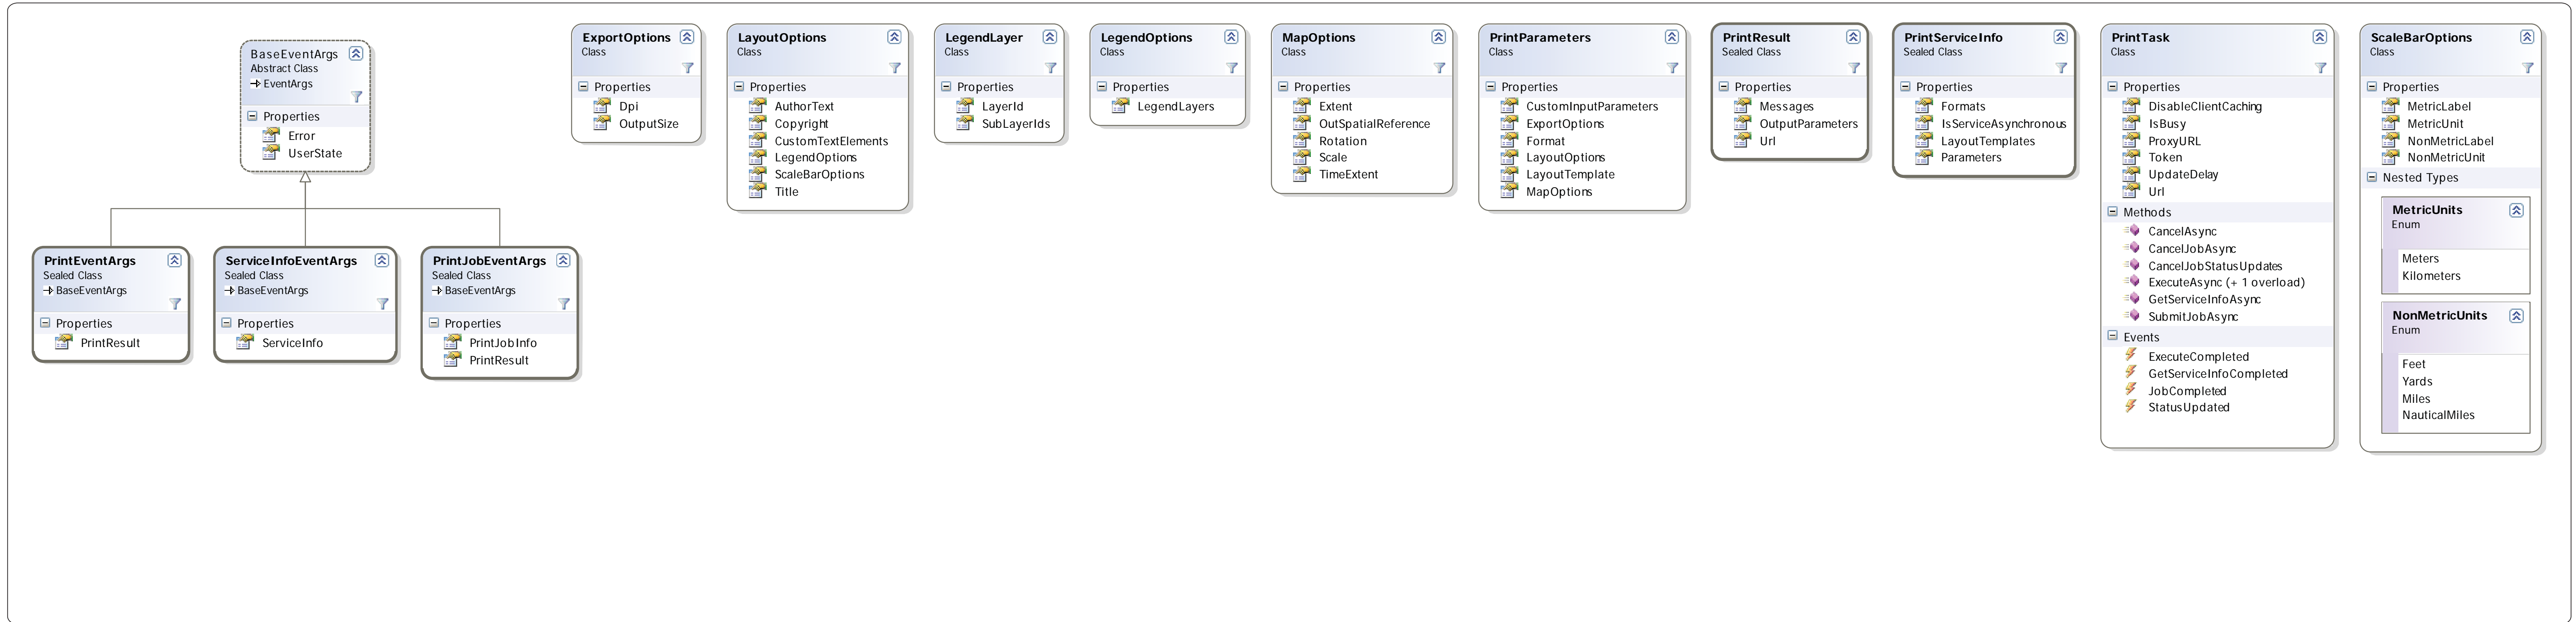 BaseEventArgs
Abstract Class
EventArgs
Properties
Error
UserState
PrintEventArgs
Sealed Class
BaseEventArgs
Properties
PrintResult
ServiceInfoEventArgs
Sealed Class
BaseEventArgs
Properties
ServiceInfo
PrintJobEventArgs
Sealed Class
BaseEventArgs
Properties
PrintJobInfo
PrintResult
ExportOptions
Class
Properties
Dpi
OutputSize
LayoutOptions
Class
Properties
AuthorText
Copyright
CustomTextElements
LegendOptions
ScaleBarOptions
Title
LegendLayer
Class
Properties
LayerId
SubLayerIds
LegendOptions
Class
Properties
LegendLayers
MapOptions
Class
Properties
Extent
OutSpatialReference
Rotation
Scale
TimeExtent
PrintParameters
Class
Properties
CustomInputParameters
ExportOptions
Format
LayoutOptions
LayoutTemplate
MapOptions
PrintResult
Sealed Class
Properties
Messages
OutputParameters
Url
PrintServiceInfo
Sealed Class
Properties
Formats
IsServiceAsynchronous
LayoutTemplates
Parameters
PrintTask
Class
Properties
DisableClientCaching
IsBusy
ProxyURL
Token
UpdateDelay
Url
Methods
CancelAsync
CancelJobAsync
CancelJobStatusUpdates
ExecuteAsync (+ 1 overload)
GetServiceInfoAsync
SubmitJobAsync
Events
ExecuteCompleted
GetServiceInfoCompleted
JobCompleted
StatusUpdated
ScaleBarOptions
Class
Properties
MetricLabel
MetricUnit
NonMetricLabel
NonMetricUnit
Nested Types
MetricUnits
Enum
Meters
Kilometers
NonMetricUnits
Enum
Feet
Yards
Miles
NauticalMiles